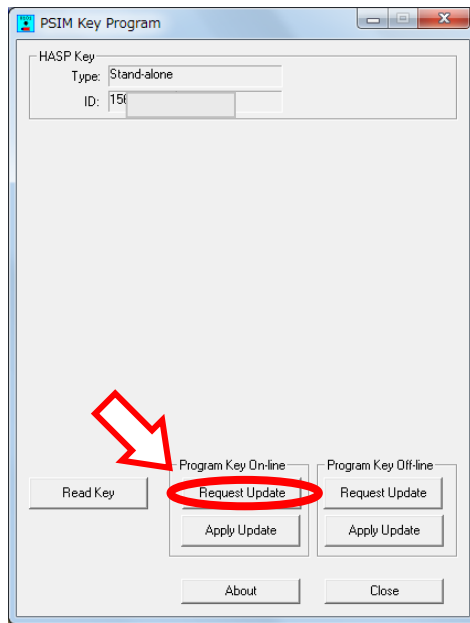 PSIM Key Program
HASP Key
Type: Stand-alone
ID: 150
Program Key On-line
Program Key Off-line
Read Key
Request Update
Request Update
Apply Update
Apply Update
About
Close